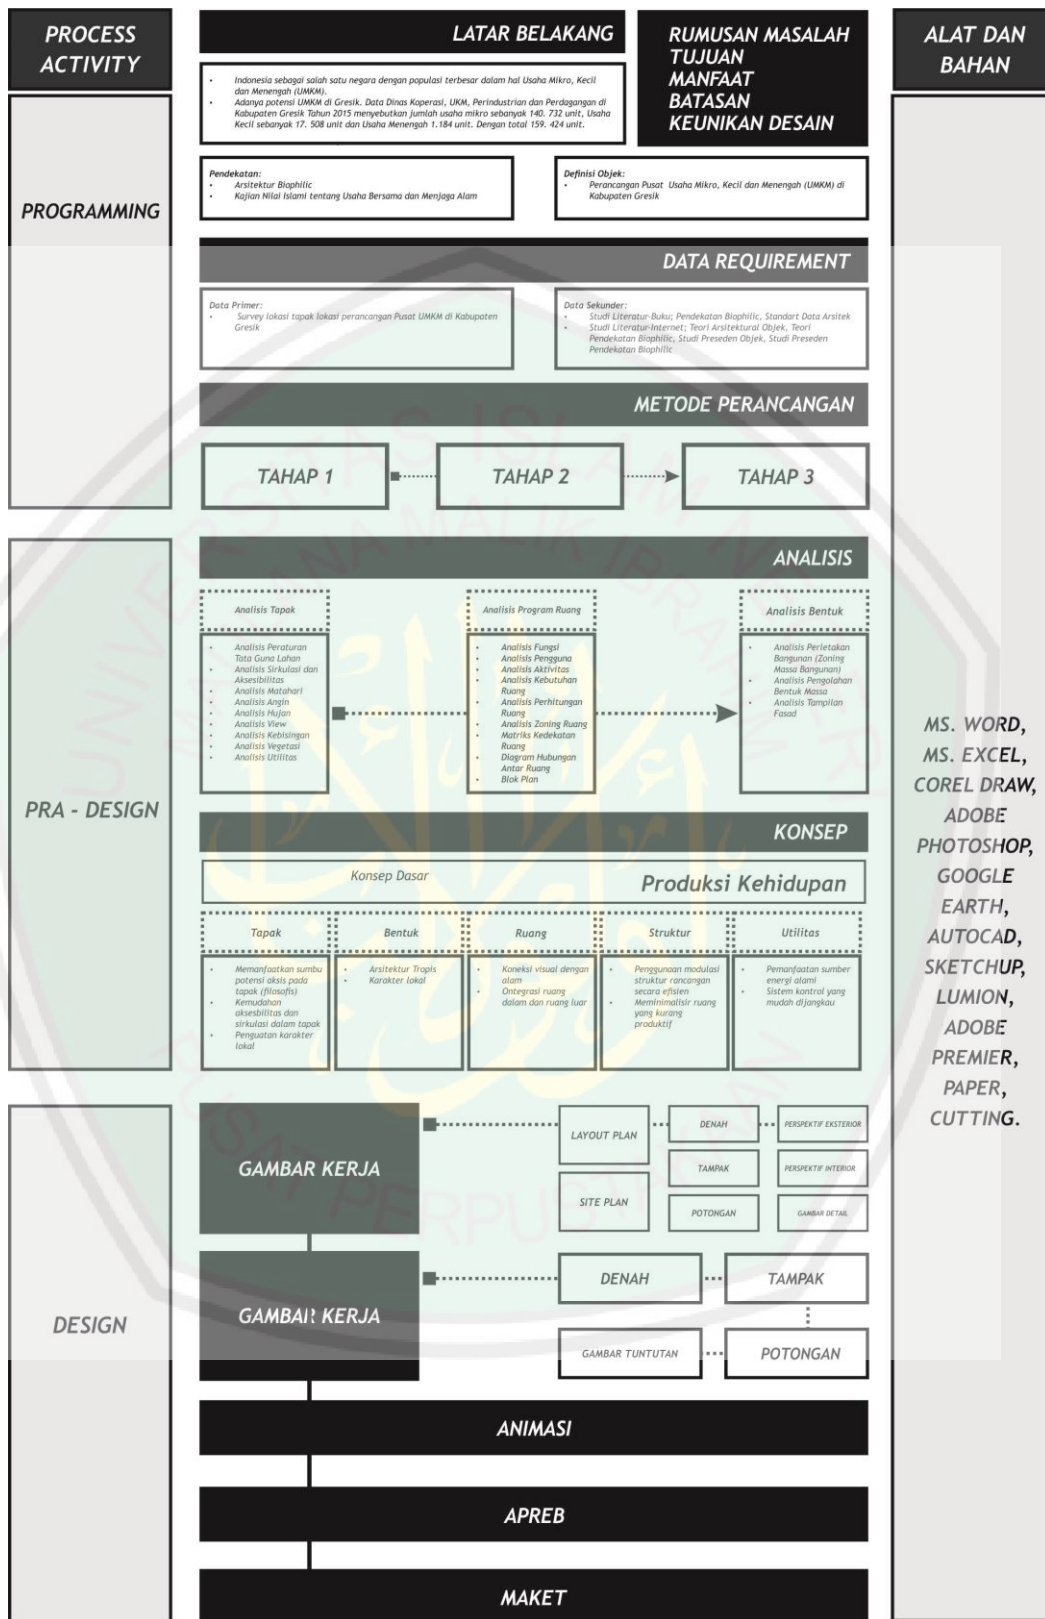 PROCESS
ACTIVITY
LATAR BELAKANG
RUMUSAN MASALAH
TUJUAN
MANFAAT
BATASAN
KEUNIKAN DESAIN
ALAT DAN
BAHAN
• Indonesia sebagai salah satu negara dengan populasi terbesar dalam hal Usaha Mikro, Kecil
dan Menengah (UMKM).
• Adanya potensi UMKM di Gresik. Data Dinas Koperasi, UKM, Perindustrian dan Perdagangan di
Kabupaten Gresik Tahun 2015 menyebutkan jumlah usaha mikro sebanyak 140. 732 unit, Usaha
Kecil sebanyak 17. 508 unit dan Usaha Menengah 1.184 unit. Dengan total 159. 424 unit.
PROGRAMMING
Pendekatan:
• Arsitektur Biophilic
• Kajian Nilai Islami tentang Usaha Bersama dan Menjaga Alam
Definisi Objek:
• Perancangan Pusat Usaha Mikro, Kecil dan Menengah (UMKM) di
Kabupaten Gresik
DATA REQUIREMENT
Data Primer:
• Survey lokasi tapak lokasi perancangan Pusat UMKM di Kabupaten
Gresik
Data Sekunder:
• Studi Literatur-Buku; Pendekatan Biophilic, Standart Data Arsitek
• Studi Literatur-Internet; Teori Arsitektural Objek, Teori
Pendekatan Biophilic, Studi Preseden Objek, Studi Preseden
Pendekatan Biophilic
METODE PERANCANGAN
TAHAP 1
TAHAP 2
TAHAP 3
PRA - DESIGN
ANALISIS
Analisis Tapak
• Analisis Peraturan
Tata Guna Lahan
• Analisis Sirkulasi dan
Aksesibilitas
• Analisis Matahari
• Analisis Angin
• Analisis Hujan
• Analisis View
• Analisis Kebisingan
• Analisis Vegetasi
• Analisis Utilitas
Analisis Program Ruang
• Analisis Fungsi
• Analisis Pengguna
• Analisis Aktivitas
• Analisis Kebutuhan
Ruang
• Analisis Perhitungan
Ruang
• Analisis Zoning Ruang
• Matriks Kedekatan
Ruang
• Diagram Hubungan
Antar Ruang
• Blok Plan
Analisis Bentuk
• Analisis Perletakan
Bangunan (Zoning
Massa Bangunan)
• Analisis Pengolahan
Bentuk Massa
• Analisis Tampilan
Fasad
KONSEP
Konsep Dasar
Produksi Kehidupan
Tapak
• Memanfaatkan sumbu
potensi aksis pada
tapak (filosofis)
• Kemudahan
aksesbilitas dan
sirkulasi dalam tapak
• Penguatan karakter
lokal
Bentuk
• Arsitektur Tropis
• Karakter lokal
Ruang
• Koneksi visual dengan
alam
• Ontegrasi ruang
dalam dan ruang luar
Struktur
• Penggunaan modulasi
struktur rancangan
secara efisien
• Meminimalisir ruang
yang kurang
produktif
Utilitas
• Pemanfaatan sumber
energi alami
• Sistem kontrol yang
mudah dijangkau
MS. WORD,
MS. EXCEL,
COREL DRAW,
ADOBE
PHOTOSHOP,
GOOGLE
EARTH,
AUTOCAD,
SKETCHUP,
LUMION,
ADOBE
PREMIER,
PAPER,
CUTTING.
DESIGN
GAMBAR KERJA
LAYOUT PLAN
SITE PLAN
DENAH
TAMPAK
POTONGAN
PERSPEKTIF EKSTERIOR
PERSPEKTIF INTERIOR
GAMBAR DETAIL
GAMBAR KERJA
DENAH
TAMPAK
GAMBAR TUNTUTAN
POTONGAN
ANIMASI
APREB
MAKET
UNIVERSITAS ISLAM NEGERI
MAULANA MALIK IBRAHIM
PUSAT PERPUSTAKAAN